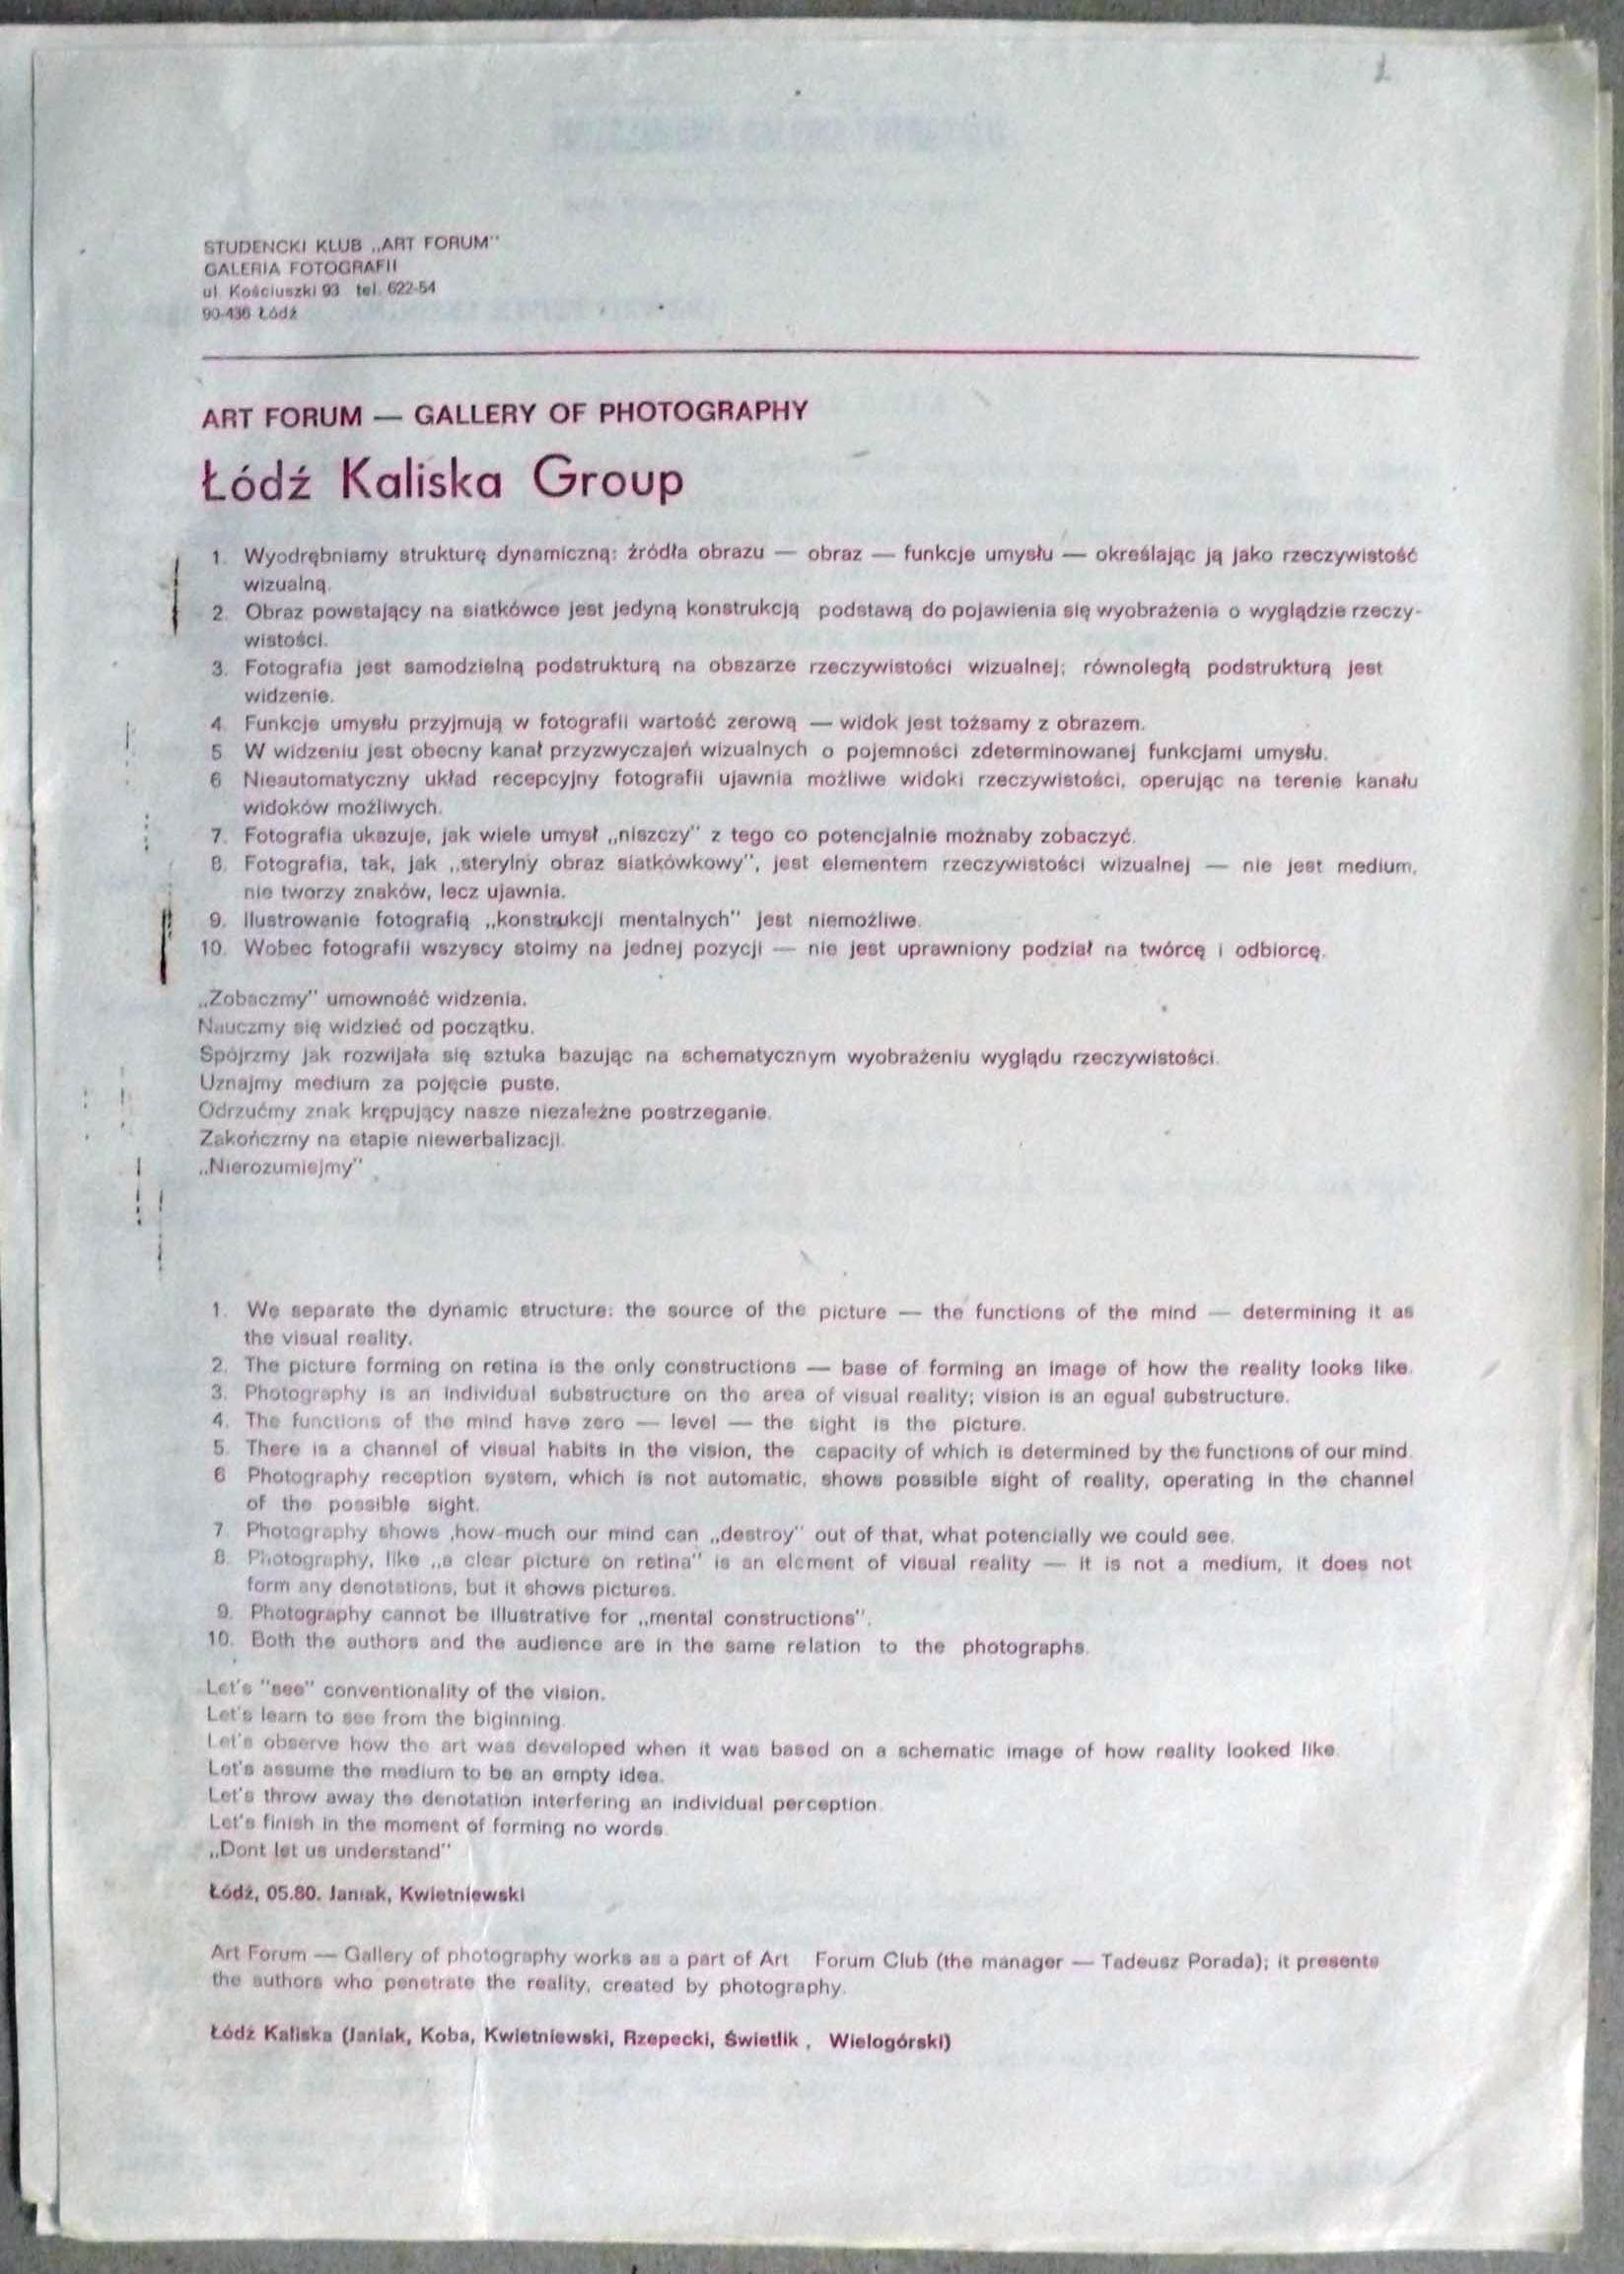 1
STUDENCKI KLUB „ART FORUM"
GALERIA FOTOGRAFII
ul. Kościuszki 93 tel. 622-54
90-436 Łódź
ART FORUM — GALLERY OF PHOTOGRAPHY
Łódź Kaliska Group
1. Wyodrębniamy strukturę dynamiczną: źródła obrazu — obraz — funkcje umysłu — określając ją jako rzeczywistość
wizualną.
2. Obraz powstający na siatkówce jest jedyną konstrukcją podstawą do pojawienia się wyobrażenia o wyglądzie rzeczy-
wistości.
3. Fotografia jest samodzielną podstrukturą na obszarze rzeczywistości wizualnej; równoległą podstrukturą jest
widzenie.
4. Funkcje umysłu przyjmują w fotografii wartość zerową — widok jest tożsamy z obrazem.
5 W widzeniu jest obecny kanał przyzwyczajeń wizualnych o pojemności zdeterminowanej funkcjami umysłu.
6 Nieautomatyczny układ recepcyjny fotografii ujawnia możliwe widoki rzeczywistości, operując na terenie kanału
widoków możliwych.
7. Fotografia ukazuje, jak wiele umysł „niszczy" z tego co potencjalnie możnaby zobaczyć.
8. Fotografia, tak, jak „sterylny obraz siatkówkowy", jest elementem rzeczywistości wizualnej — nie jest medium,
nie tworzy znaków, lecz ujawnia.
9. Ilustrowanie fotografią „konstrukcji mentalnych" jest niemożliwe.
10. Wobec fotografii wszyscy stoimy na jednej pozycji — nie jest uprawniony podział na twórcę i odbiorcę.
„Zobaczmy" umowność widzenia.
Nauczmy się widzieć od początku.
Spójrzmy jak rozwijała się sztuka bazując na schematycznym wyobrażeniu wyglądu rzeczywistości.
Uznajmy medium za pojęcie puste.
Odrzućmy znak krępujący nasze niezależne postrzeganie.
Zakończmy na etapie niewerbalizacji.
„Nierozumiejmy"
1. We separate the dynamic structure: the source of the picture — the functions of the mind — determining it as
the visual reality.
2. The picture forming on retina is the only constructions — base of forming an image of how the reality looks like.
3. Photography is an individual substructure on the area of visual reality; vision is an egual substructure.
4. The functions of the mind have zero — level — the sight is the picture.
5. There is a channel of visual habits in the vision, the capacity of which is determined by the functions of our mind.
6 Photography reception system, which is not automatic, shows possible sight of reality, operating in the channel
of the possible sight.
7. Photography shows ,how much our mind can „destroy" out of that, what potencially we could see.
8. Photography, like „a clear picture on retina" is an element of visual reality — it is not a medium, it does not
form any denotations, but it shows pictures.
9. Photography cannot be illustrative for „mental constructions".
10. Both the authors and the audience are in the same relation to the photographs.
Let's "see" conventionality of the vision.
Let's learn to see from the biginning.
Let's observe how the art was developed when it was based on a schematic image of how reality looked like.
Let's assume the medium to be an empty idea.
Let's throw away the denotation interfering an individual perception.
Let's finish in the moment of forming no words.
„Dont let us understand"
Łódź, 05.80. Janiak, Kwietniewski
Art Forum — Gallery of photography works as a part of Art Forum Club (the manager — Tadeusz Porada); it presents
the authors who penetrate the reality, created by photography.
Łódź Kaliska (Janiak, Koba, Kwietniewski, Rzepecki, Świetlik , Wielogórski)